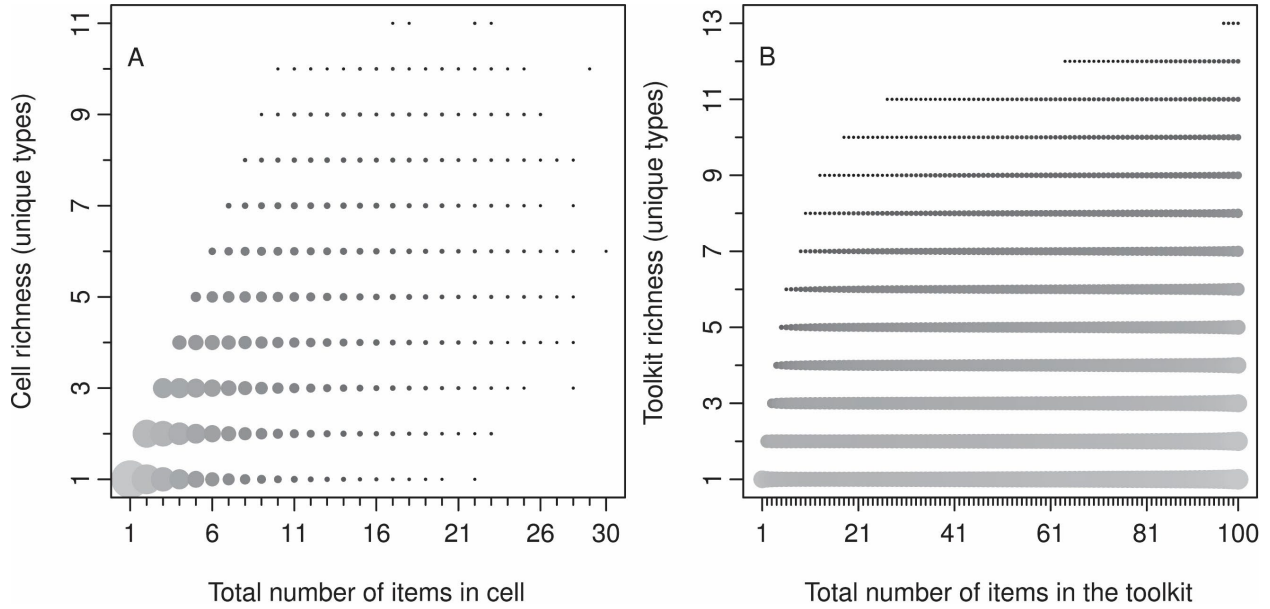 A
Cell richness (unique types)
11
9
7
5
3
1
1 6 11 16 21 26 30
Total number of items in cell
B
Toolkit richness (unique types)
13
11
9
7
5
3
1
1 21 41 61 81 100
Total number of items in the toolkit